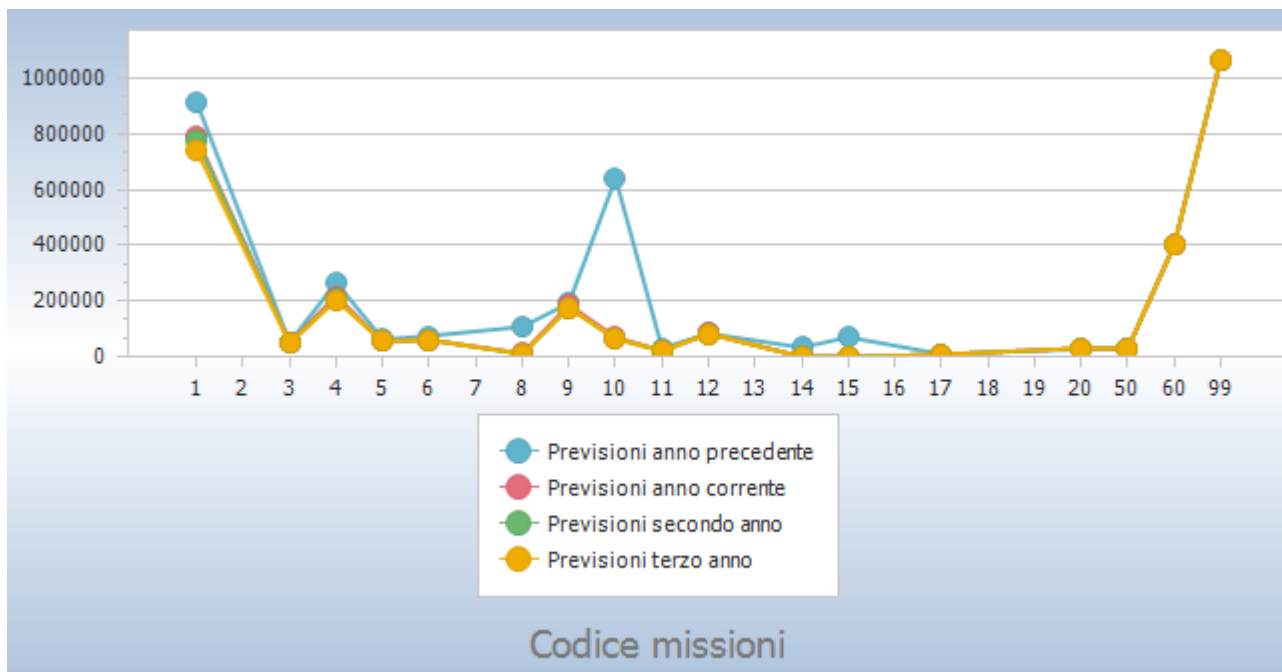 1000000
800000
600000
400000
200000
0
1 2 3 4 5 6 7 8 9 10 11 12 13 14 15 17 18 19 20 50 60 99
Previsioni anno precedente
Previsioni anno corrente
Previsioni secondo anno
Previsioni terzo anno
Codice missioni